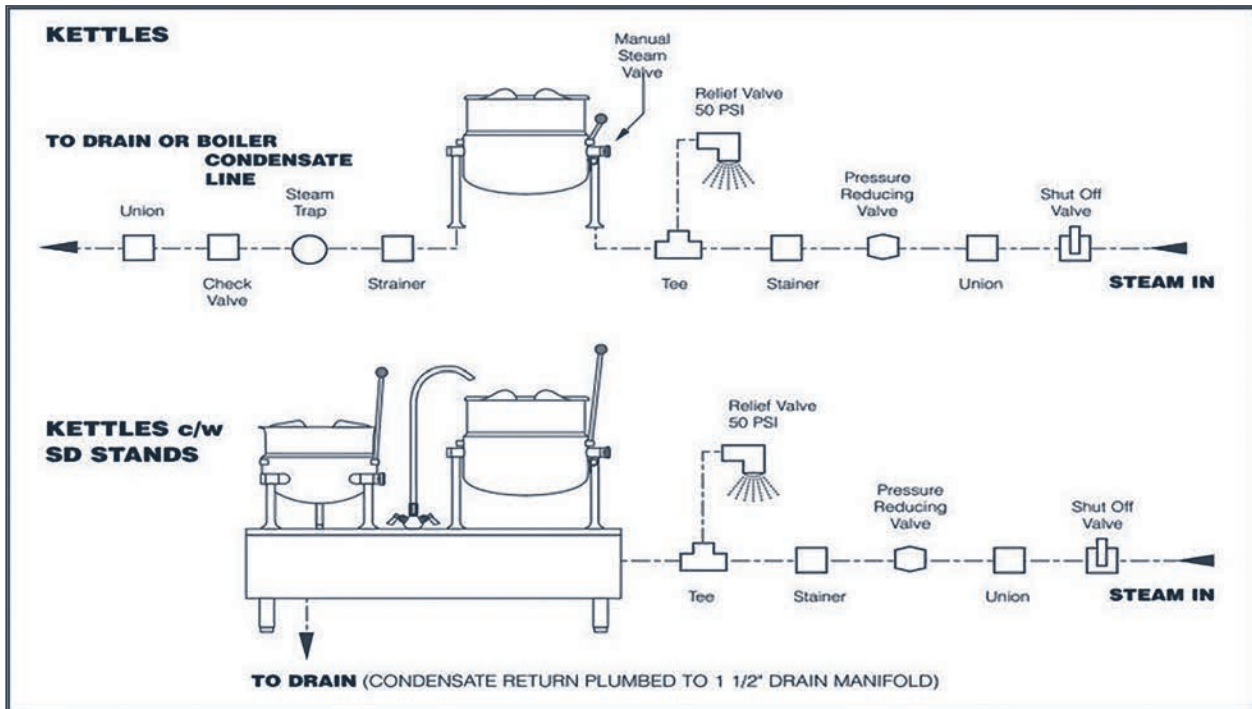 KETTLES
Manual
Steam
Valve
Relief Valve
50 PSI
TO DRAIN OR BOILER
CONDENSATE
LINE
Union
Check
Valve
Steam
Trap
Strainer
Tee
Stainer
Pressure
Reducing
Valve
Union
Shut Off
Valve
STEAM IN
KETTLES c/w
SD STANDS
Relief Valve
50 PSI
Tee
Stainer
Pressure
Reducing
Valve
Union
Shut Off
Valve
STEAM IN
TO DRAIN (CONDENSATE RETURN PLUMBED TO 1 1/2" DRAIN MANIFOLD)